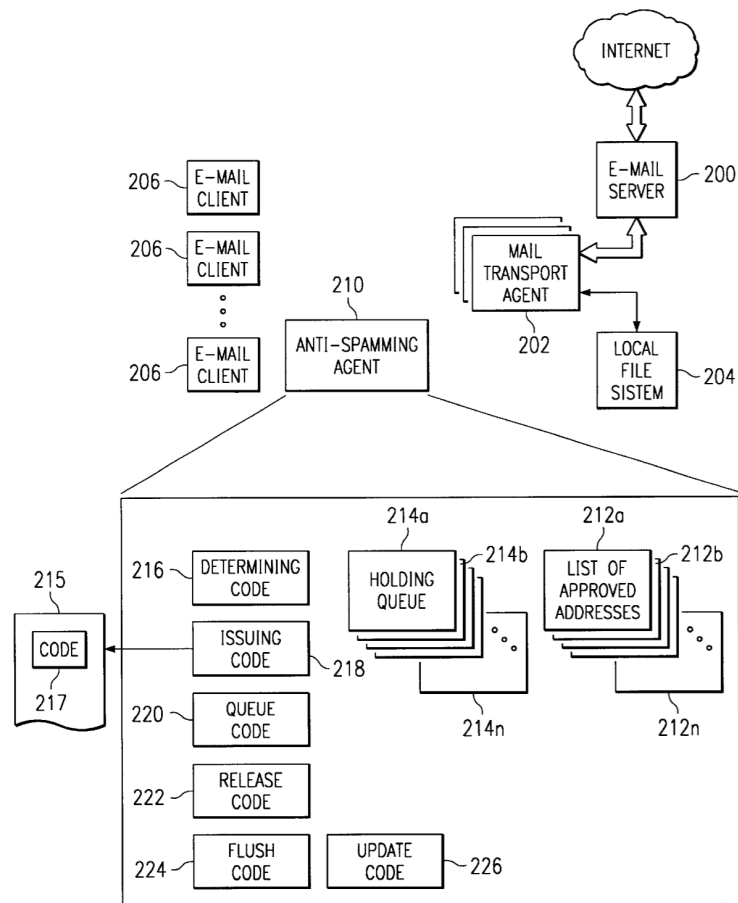 INTERNET
206
E-MAIL
CLIENT
E-MAIL
SERVER
200
206
E-MAIL
CLIENT
MAIL
TRANSPORT
AGENT
202
210
206
E-MAIL
CLIENT
ANTI-SPAMMING
AGENT
LOCAL
FILE
SISTEM
204
214a
214b
212a
212b
216
DETERMINING
CODE
HOLDING
QUEUE
LIST OF
APPROVED
ADDRESSES
215
CODE
217
ISSUING
CODE
218
214n
212n
220
QUEUE
CODE
222
RELEASE
CODE
224
FLUSH
CODE
UPDATE
CODE
226